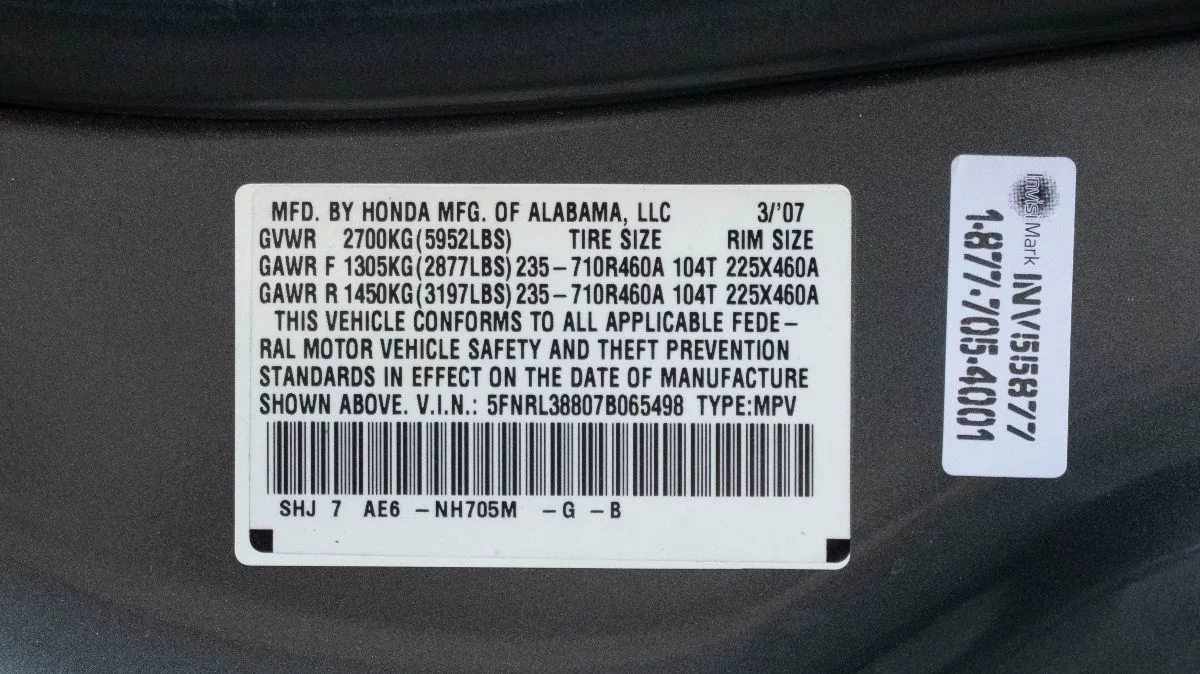 MFD. BY HONDA MFG. OF ALABAMA, LLC 3/'07
GVWR 2700KG(5952LBS) TIRE SIZE RIM SIZE
GAWR F 1305KG(2877LBS) 235-710R460A 104T 225X460A
GAWR R 1450KG(3197LBS) 235-710R460A 104T 225X460A
THIS VEHICLE CONFORMS TO ALL APPLICABLE FEDE-
RAL MOTOR VEHICLE SAFETY AND THEFT PREVENTION
STANDARDS IN EFFECT ON THE DATE OF MANUFACTURE
SHOWN ABOVE. V.I.N.: 5FNRL38807B065498 TYPE:MPV
SHJ 7 AE6 -NH705M -G -B
InvisiMark INV55877
1·877·705·4001